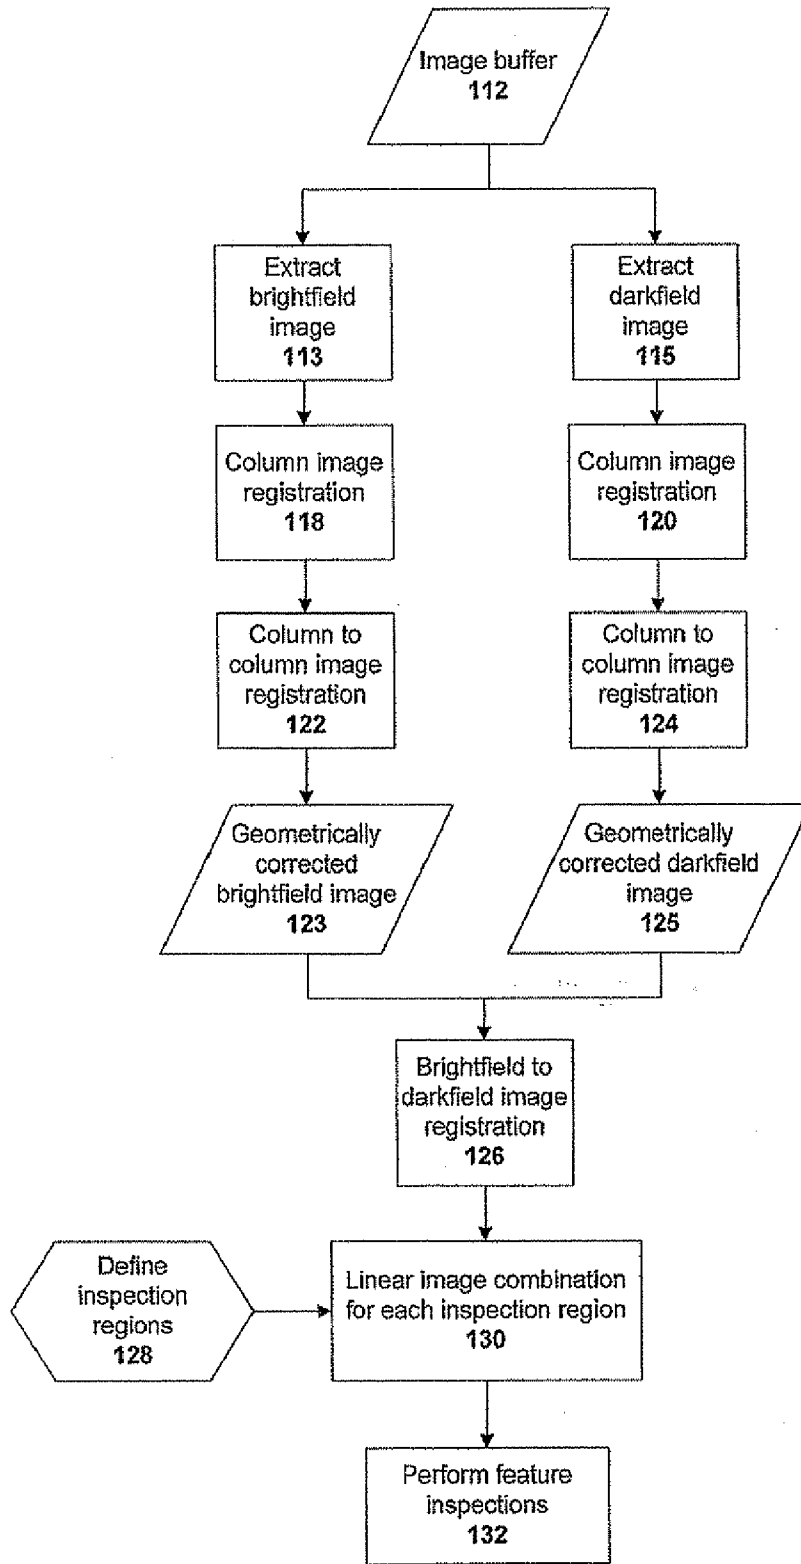 Image buffer
112
Extract
brightfield
image
113
Extract
darkfield
image
115
Column image
registration
118
Column image
registration
120
Column to
column image
registration
122
Column to
column image
registration
124
Geometrically
corrected
brightfield image
123
Geometrically
corrected darkfield
image
125
Brightfield to
darkfield image
registration
126
Define
inspection
regions
128
Linear image combination
for each inspection region
130
Perform feature
inspections
132